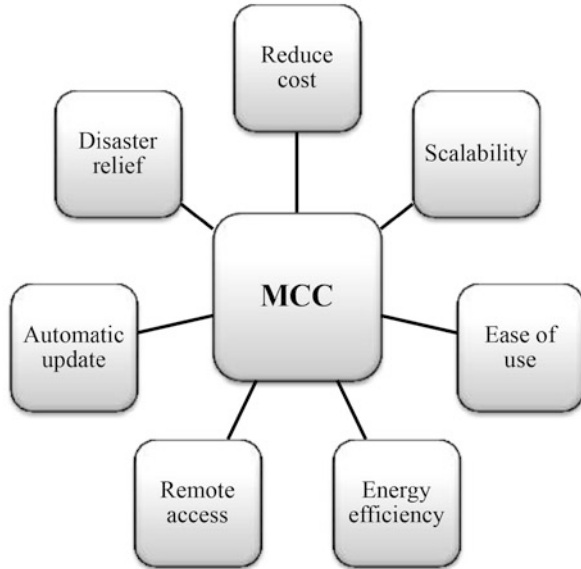 Reduce
cost
Disaster
relief
Scalability
MCC
Automatic
update
Ease of
use
Remote
access
Energy
efficiency